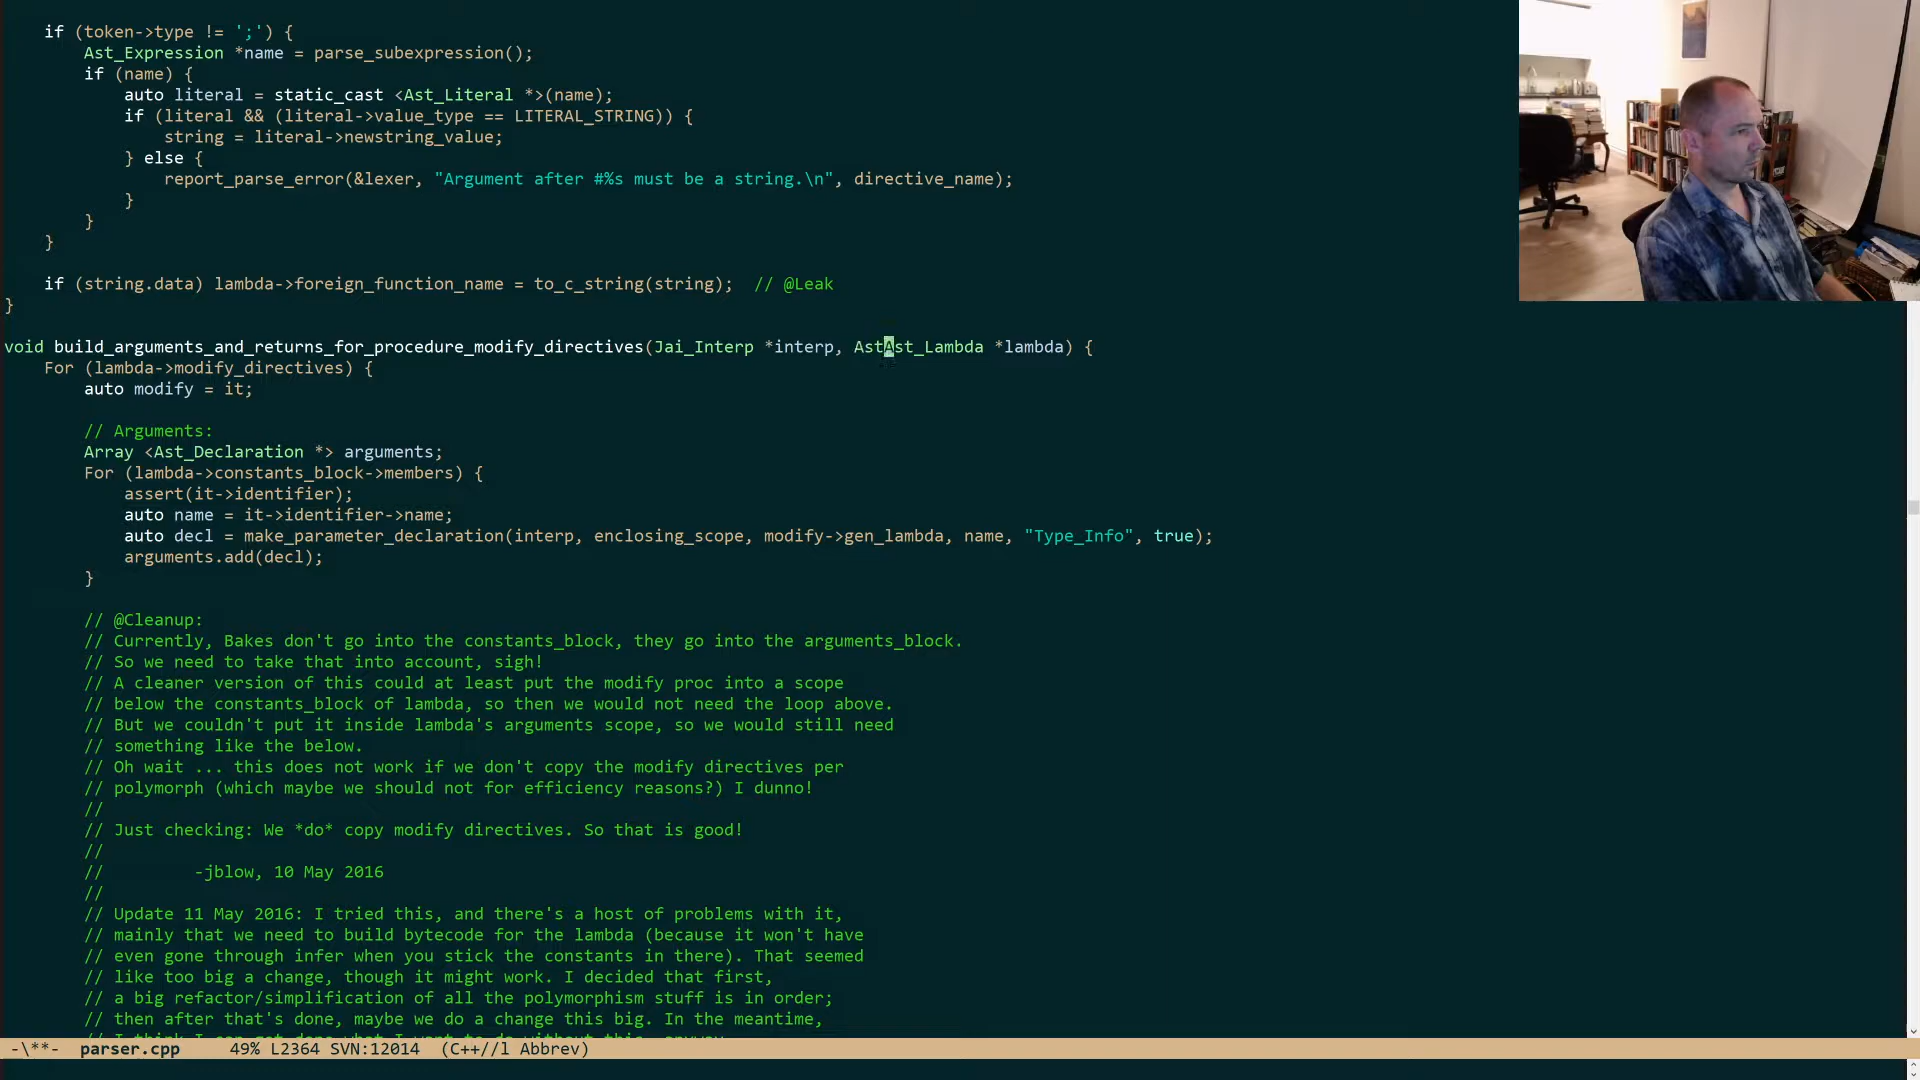 if (token->type != ';') {
Ast_Expression *name = parse_subexpression();
if (name) {
auto literal = static_cast <Ast_Literal *>(name);
if (literal && (literal->value_type == LITERAL_STRING)) {
string = literal->newstring_value;
} else {
report_parse_error(&lexer, "Argument after #%s must be a string.\n", directive_name);
}
}
}
if (string.data) lambda->foreign_function_name = to_c_string(string);  // @Leak
}
void build_arguments_and_returns_for_procedure_modify_directives(Jai_Interp *interp, AstAst_Lambda *lambda) {
For (lambda->modify_directives) {
auto modify = it;
// Arguments:
Array <Ast_Declaration *> arguments;
For (lambda->constants_block->members) {
assert(it->identifier);
auto name = it->identifier->name;
auto decl = make_parameter_declaration(interp, enclosing_scope, modify->gen_lambda, name, "Type_Info", true);
arguments.add(decl);
}
// @Cleanup:
// Currently, Bakes don't go into the constants_block, they go into the arguments_block.
// So we need to take that into account, sigh!
// A cleaner version of this could at least put the modify proc into a scope
// below the constants_block of lambda, so then we would not need the loop above.
// But we couldn't put it inside lambda's arguments scope, so we would still need
// something like the below.
// Oh wait ... this does not work if we don't copy the modify directives per
// polymorph (which maybe we should not for efficiency reasons?) I dunno!
//
// Just checking: We *do* copy modify directives. So that is good!
//
//         -jblow, 10 May 2016
//
// Update 11 May 2016: I tried this, and there's a host of problems with it,
// mainly that we need to build bytecode for the lambda (because it won't have
// even gone through infer when you stick the constants in there). That seemed
// like too big a change, though it might work. I decided that first,
// a big refactor/simplification of all the polymorphism stuff is in order;
// then after that's done, maybe we do a change this big. In the meantime,
-\**-  parser.cpp     49% L2364 SVN:12014  (C++//l Abbrev)